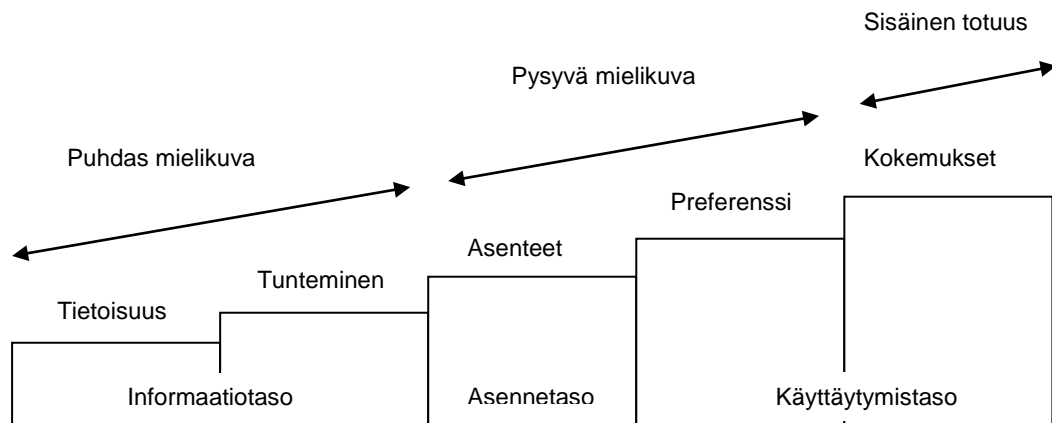 Sisäinen totuus
Pysyvä mielikuva
Puhdas mielikuva
Kokemukset
Preferenssi
Asenteet
Tunteminen
Tietoisuus
Informaatiotaso
Asennetaso
Käyttäytymistaso